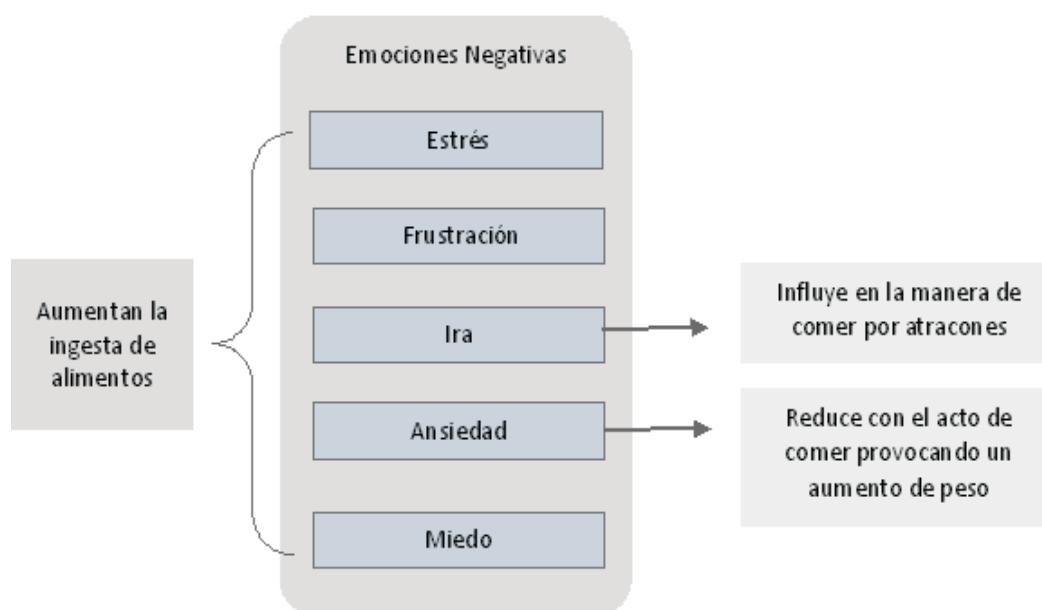 Emociones Negativas
Estrés
Frustración
Ira
Ansiedad
Miedo
Aumentan la
ingesta de
alimentos
Influye en la manera de
comer por atracones
Reduce con el acto de
comer provocando un
aumento de peso